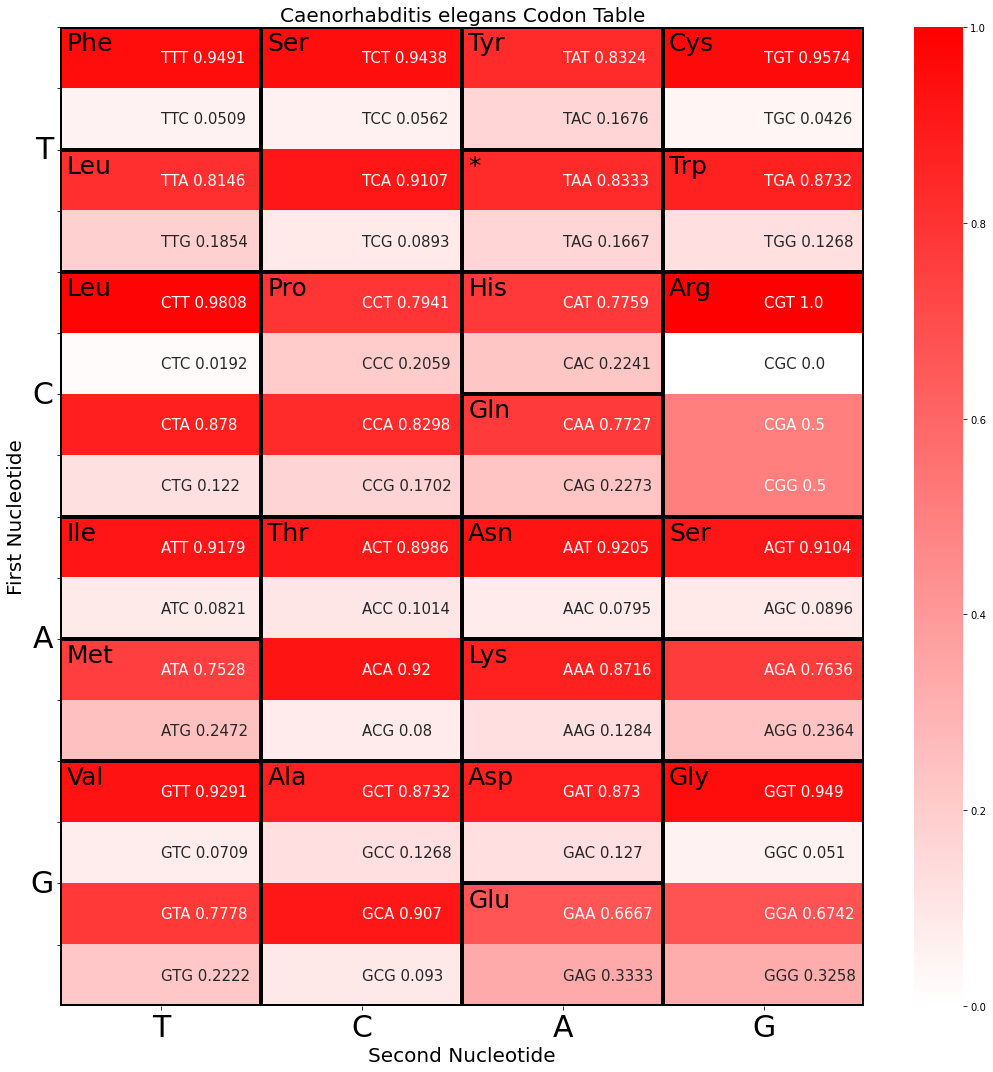 Caenorhabditis elegans Codon Table
Phe Ser Tyr Cys
TTT 0.9491 TCT 0.9438 TAT 0.8324 TGT 0.9574
TTC 0.0509 TCC 0.0562 TAC 0.1676 TGC 0.0426
T
Leu * Trp
TTA 0.8146 TCA 0.9107 TAA 0.8333 TGA 0.8732
TTG 0.1854 TCG 0.0893 TAG 0.1667 TGG 0.1268
Leu Pro His Arg
CTT 0.9808 CCT 0.7941 CAT 0.7759 CGT 1.0
CTC 0.0192 CCC 0.2059 CAC 0.2241 CGC 0.0
C
Gln
CTA 0.878 CCA 0.8298 CAA 0.7727 CGA 0.5
CTG 0.122 CCG 0.1702 CAG 0.2273 CGG 0.5
Ile Thr Asn Ser
ATT 0.9179 ACT 0.8986 AAT 0.9205 AGT 0.9104
ATC 0.0821 ACC 0.1014 AAC 0.0795 AGC 0.0896
A
Met Lys
ATA 0.7528 ACA 0.92 AAA 0.8716 AGA 0.7636
ATG 0.2472 ACG 0.08 AAG 0.1284 AGG 0.2364
Val Ala Asp Gly
GTT 0.9291 GCT 0.8732 GAT 0.873 GGT 0.949
GTC 0.0709 GCC 0.1268 GAC 0.127 GGC 0.051
G
Glu
GTA 0.7778 GCA 0.907 GAA 0.6667 GGA 0.6742
GTG 0.2222 GCG 0.093 GAG 0.3333 GGG 0.3258
T C A G
Second Nucleotide
First Nucleotide
1.0
0.8
0.6
0.4
0.2
0.0